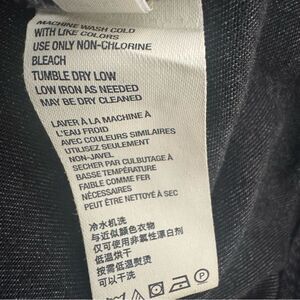 MACHINE WASH COLD
WITH LIKE COLORS
USE ONLY NON-CHLORINE
BLEACH
TUMBLE DRY LOW
LOW IRON AS NEEDED
MAY BE DRY CLEANED
LAVER À LA MACHINE À
L'EAU FROID
AVEC COULEURS SIMILAIRES
UTILISEZ SEULEMENT
NON-JAVEL
SECHER PAR CULBUTAGE À
BASSE TEMPÉRATURE
FAIBLE COMME FER
NÉCESSAIRES
PEUT ÊTRE NETTOYÉ À SEC
冷水机洗
与近似颜色衣物
仅可使用非氯性漂白剂
低温烘干
按需低温熨烫
可以干洗
P